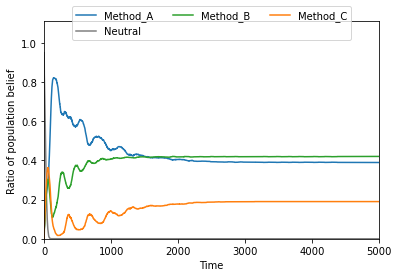 Method_A Method_B Method_C
Neutral
1.0
0.8
0.6
0.4
0.2
0.0
Ratio of population belief
0 1000 2000 3000 4000 5000
Time